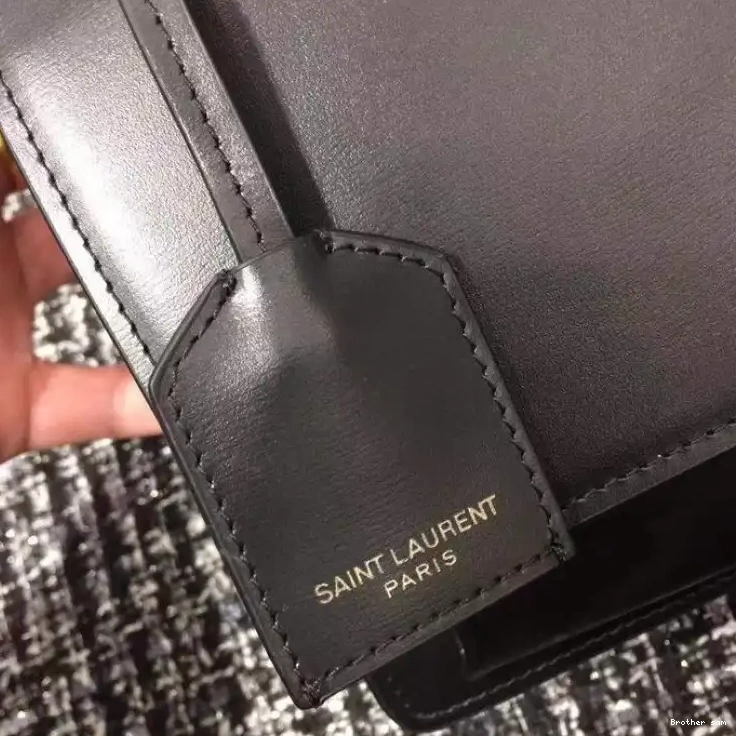 SAINT LAURENT
PARIS
Brother sam